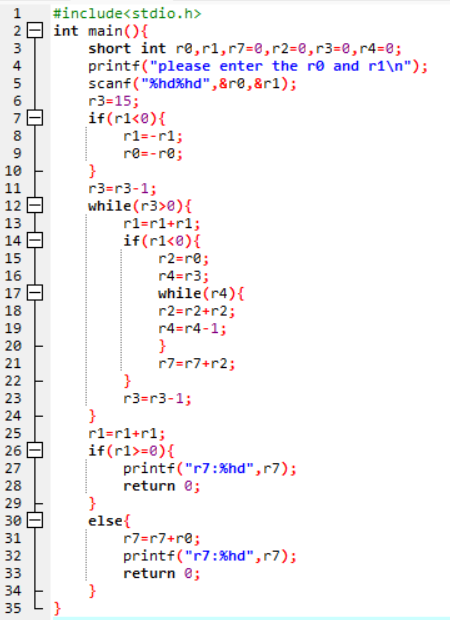 1 #include<stdio.h>
2 int main(){
3 short int r0,r1,r7=0,r2=0,r3=0,r4=0;
4 printf("please enter the r0 and r1\n");
5 scanf("%hd%hd",&r0,&r1);
6 r3=15;
7 if(r1<0){
8 r1=-r1;
9 r0=-r0;
10 }
11 r3=r3-1;
12 while(r3>0){
13 r1=r1+r1;
14 if(r1<0){
15 r2=r0;
16 r4=r3;
17 while(r4){
18 r2=r2+r2;
19 r4=r4-1;
20 }
21 r7=r7+r2;
22 }
23 r3=r3-1;
24 }
25 r1=r1+r1;
26 if(r1>=0){
27 printf("r7:%hd",r7);
28 return 0;
29 }
30 else{
31 r7=r7+r0;
32 printf("r7:%hd",r7);
33 return 0;
34 }
35 }